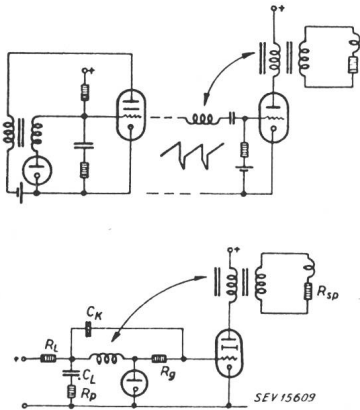 +
+
+
C_K
R_L
C_L
R_p
R_g
R_sp
+
SEV 15609